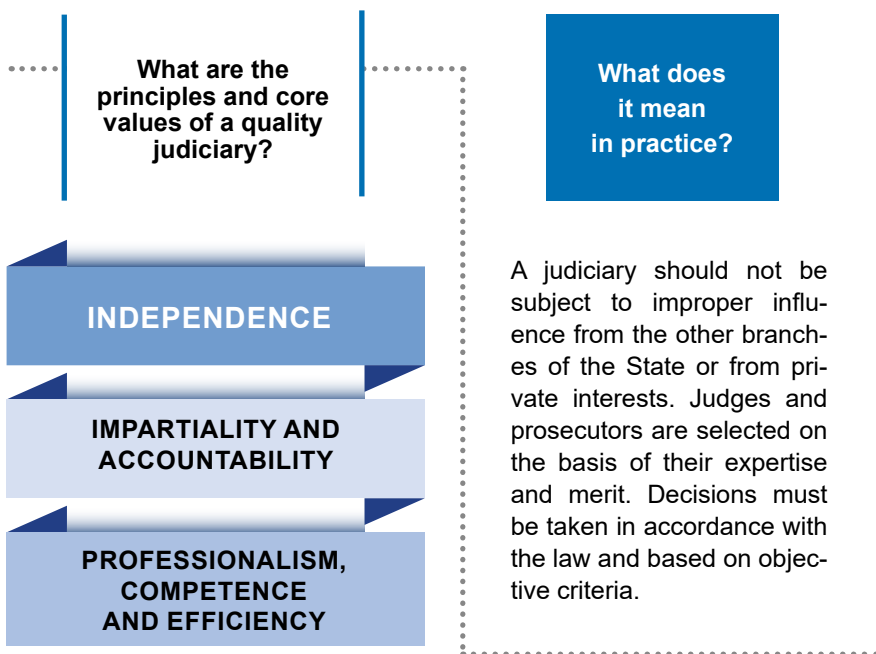 What are the
principles and core
values of a quality
judiciary?
INDEPENDENCE
IMPARTIALITY AND
ACCOUNTABILITY
PROFESSIONALISM,
COMPETENCE
AND EFFICIENCY
What does
it mean
in practice?
A judiciary should not be
subject to improper influ-
ence from the other branch-
es of the State or from pri-
vate interests. Judges and
prosecutors are selected on
the basis of their expertise
and merit. Decisions must
be taken in accordance with
the law and based on objec-
tive criteria.